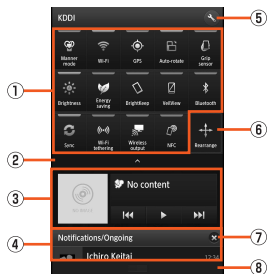 KDDI
⑤
Manner mode
Wi-Fi
GPS
Auto-rotate
Grip sensor
①
Brightness
Energy saving
BrightKeep
VeilView
Bluetooth
Sync
Wi-Fi tethering
Wireless output
NFC
Rearrange
⑥
②
③
No content
④
Notifications/Ongoing
⑦
Ichiro Keitai
12:34
⑧